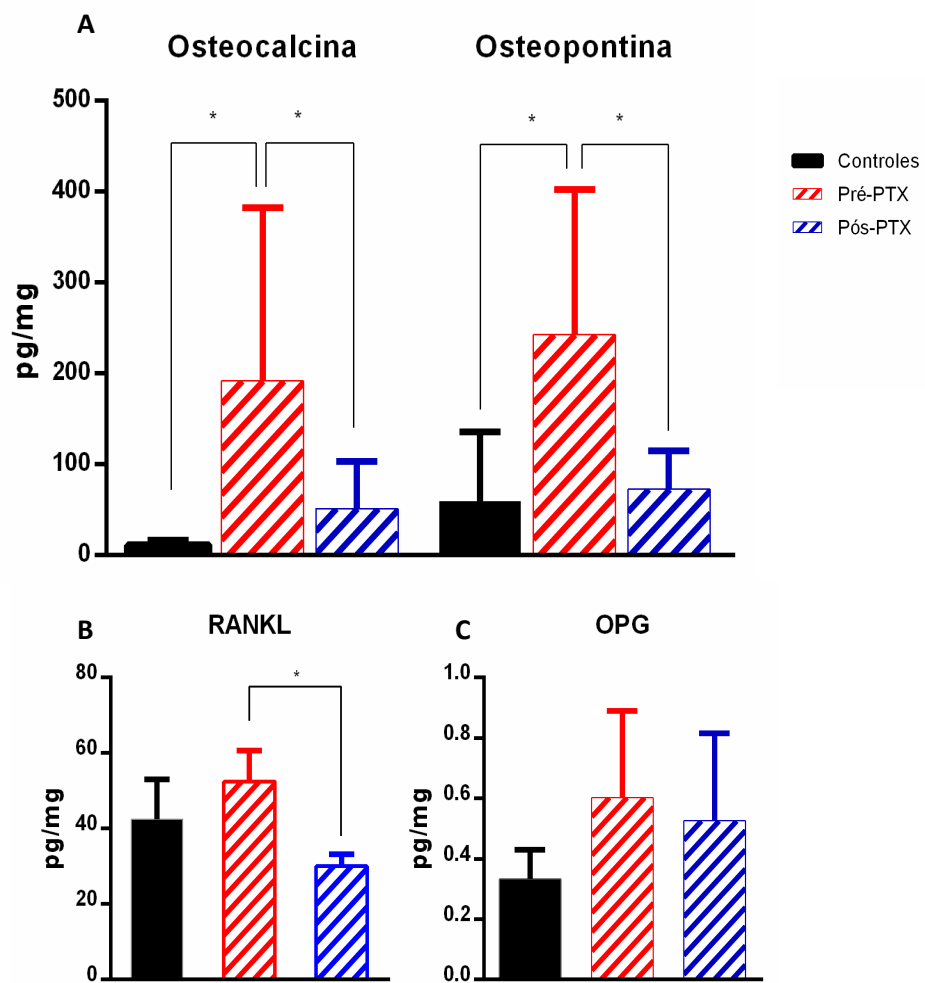 A
Osteocalcina
Osteopontina
500
400
300
200
100
0
pg/mg
*
*
*
*
Controles
Pré-PTX
Pós-PTX
B
RANKL
80
60
40
20
0
pg/mg
*
C
OPG
1.0
0.8
0.6
0.4
0.2
0.0
pg/mg